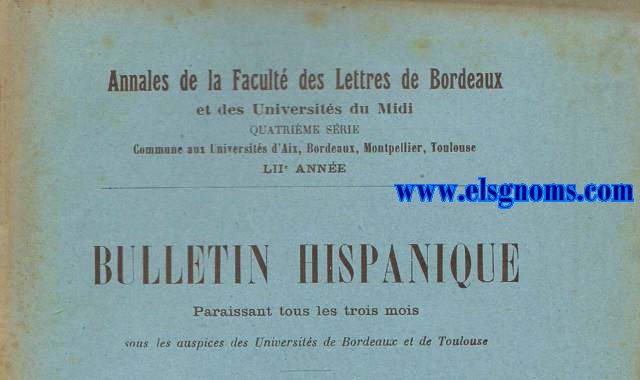 Annales de la Faculté des Lettres de Bordeaux
et des Universités du Midi
QUATRIÈME SÉRIE
Commune aux Universités d'Aix, Bordeaux, Montpellier, Toulouse
LIIe ANNÉE
www.elsgnoms.com
BULLETIN HISPANIQUE
Paraissant tous les trois mois
sous les auspices des Universités de Bordeaux et de Toulouse